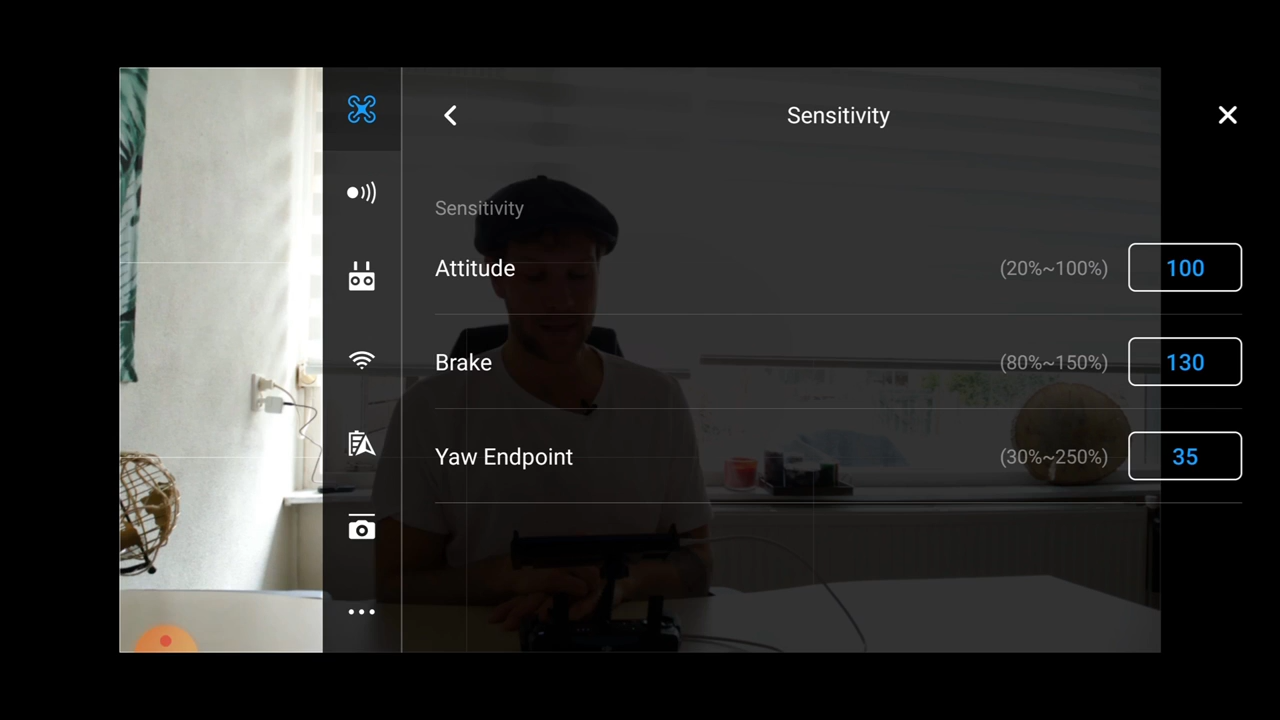 Sensitivity
Sensitivity
Attitude (20%~100%) 100
Brake (80%~150%) 130
Yaw Endpoint (30%~250%) 35